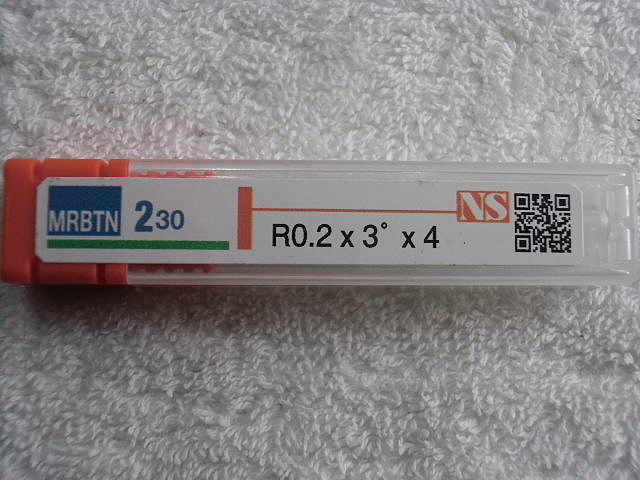 MRBTN 230
NS
R0.2 x 3° x 4